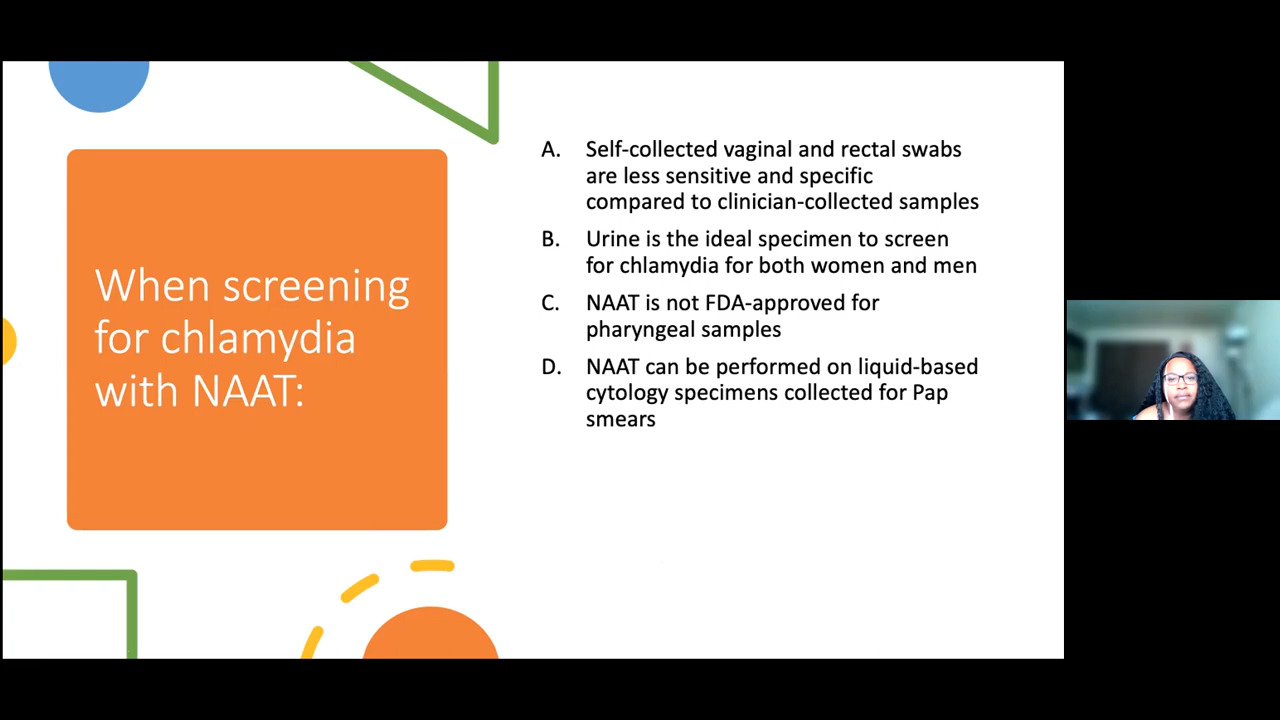 When screening
for chlamydia
with NAAT:
A. Self-collected vaginal and rectal swabs
are less sensitive and specific
compared to clinician-collected samples
B. Urine is the ideal specimen to screen
for chlamydia for both women and men
C. NAAT is not FDA-approved for
pharyngeal samples
D. NAAT can be performed on liquid-based
cytology specimens collected for Pap
smears